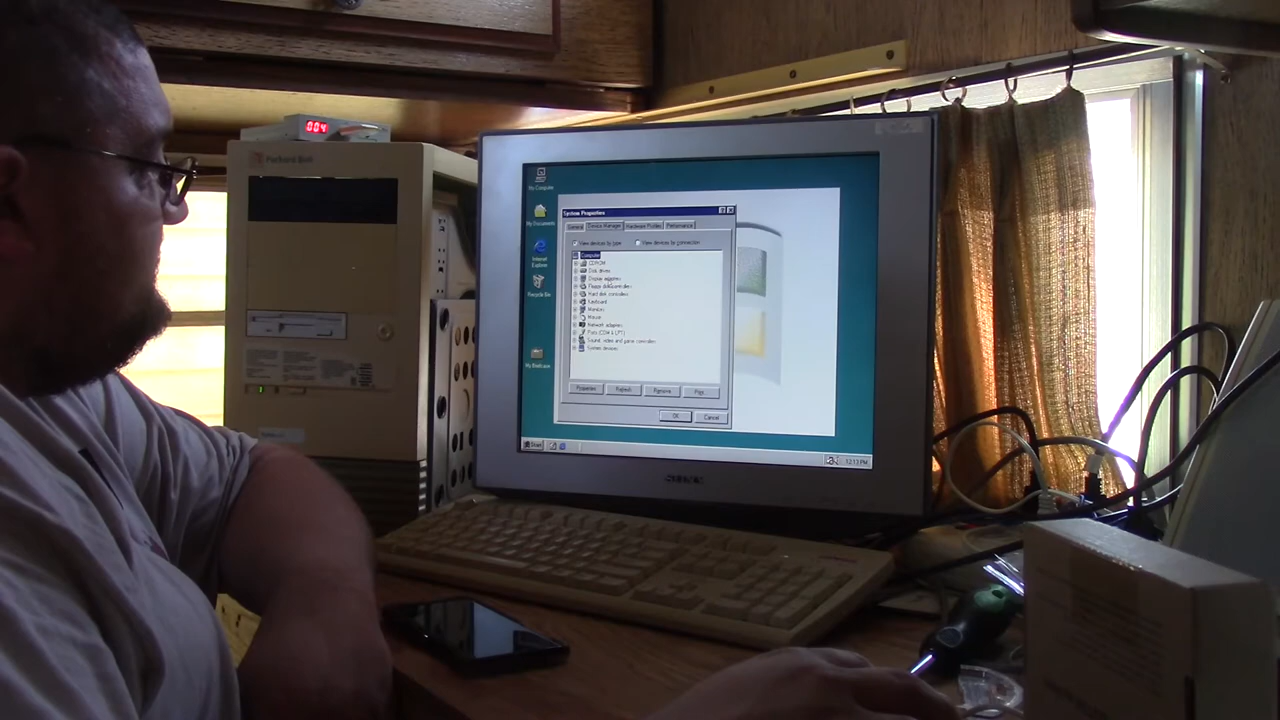 004
Packard Bell
My Computer
My Documents
Internet
Explorer
Recycle Bin
My Briefcase
System Properties
General Device Manager Hardware Profiles Performance
View devices by type View devices by connection
Computer
CDROM
Disk drives
Display adapters
Floppy disk controllers
Hard disk controllers
Keyboard
Monitors
Mouse
Network adapters
Ports (COM & LPT)
Sound, video and game controllers
System devices
Properties Refresh Remove Print...
OK Cancel
Start
12:13 PM